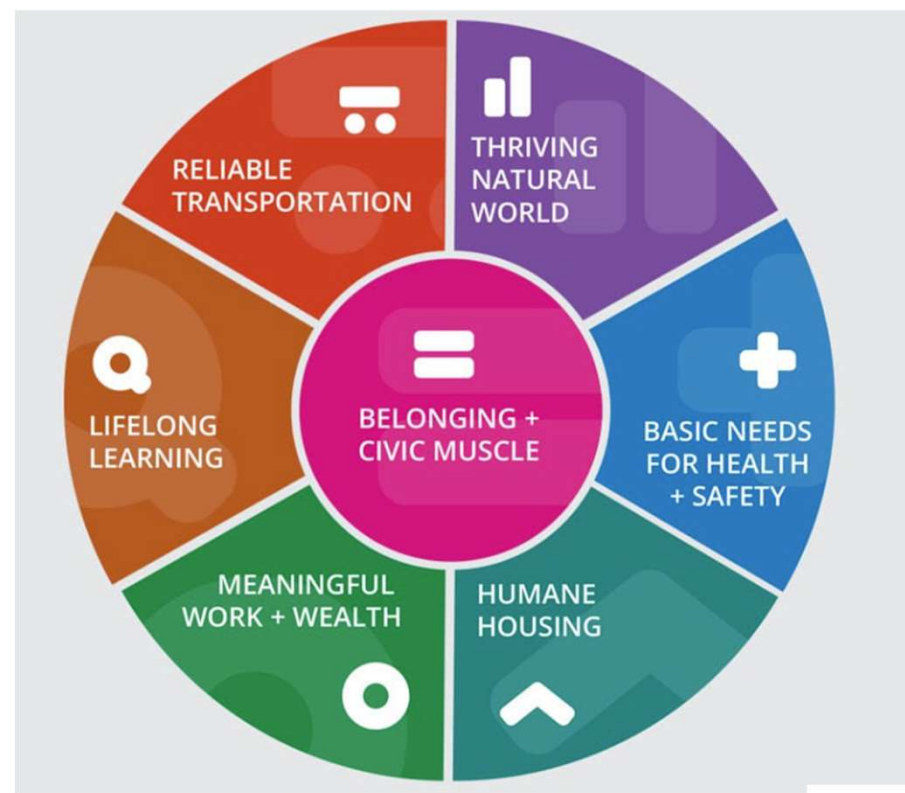 RELIABLE
TRANSPORTATION
THRIVING
NATURAL
WORLD
LIFELONG
LEARNING
BELONGING +
CIVIC MUSCLE
BASIC NEEDS
FOR HEALTH
+ SAFETY
MEANINGFUL
WORK + WEALTH
HUMANE
HOUSING